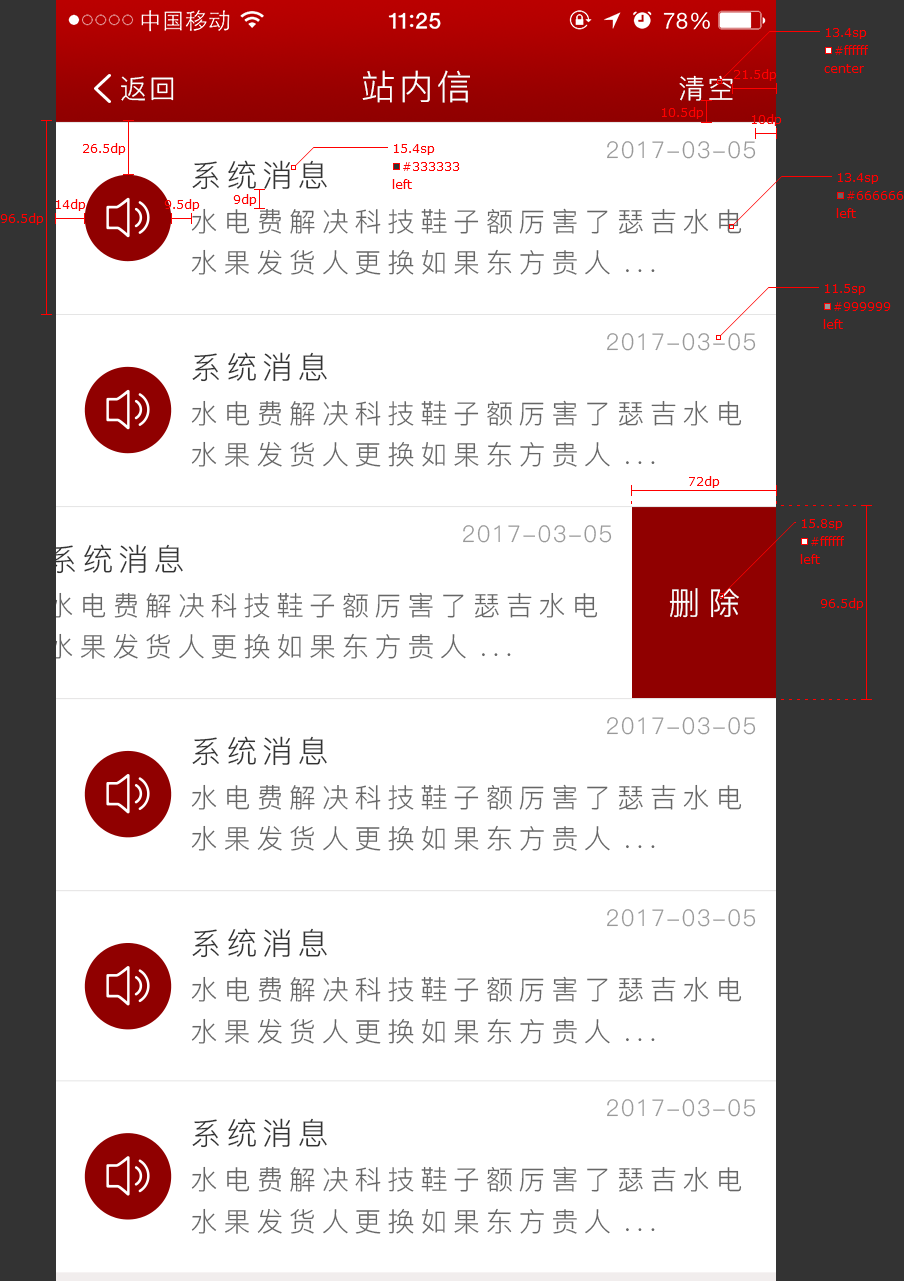 中国移动 11:25 78%
13.4sp
#ffffff
center
21.5dp
返回 站内信 清空
10.5dp
10dp
26.5dp
15.4sp
#333333
left
2017-03-05
系统消息
13.4sp
#666666
left
9dp
14dp
9.5dp
96.5dp
水电费解决科技鞋子额厉害了瑟吉水电
水果发货人更换如果东方贵人 ...
11.5sp
#999999
left
2017-03-05
系统消息
水电费解决科技鞋子额厉害了瑟吉水电
水果发货人更换如果东方贵人 ...
72dp
2017-03-05
15.8sp
#ffffff
left
系统消息
水电费解决科技鞋子额厉害了瑟吉水电
删除
96.5dp
水果发货人更换如果东方贵人 ...
2017-03-05
系统消息
水电费解决科技鞋子额厉害了瑟吉水电
水果发货人更换如果东方贵人 ...
2017-03-05
系统消息
水电费解决科技鞋子额厉害了瑟吉水电
水果发货人更换如果东方贵人 ...
2017-03-05
系统消息
水电费解决科技鞋子额厉害了瑟吉水电
水果发货人更换如果东方贵人 ...